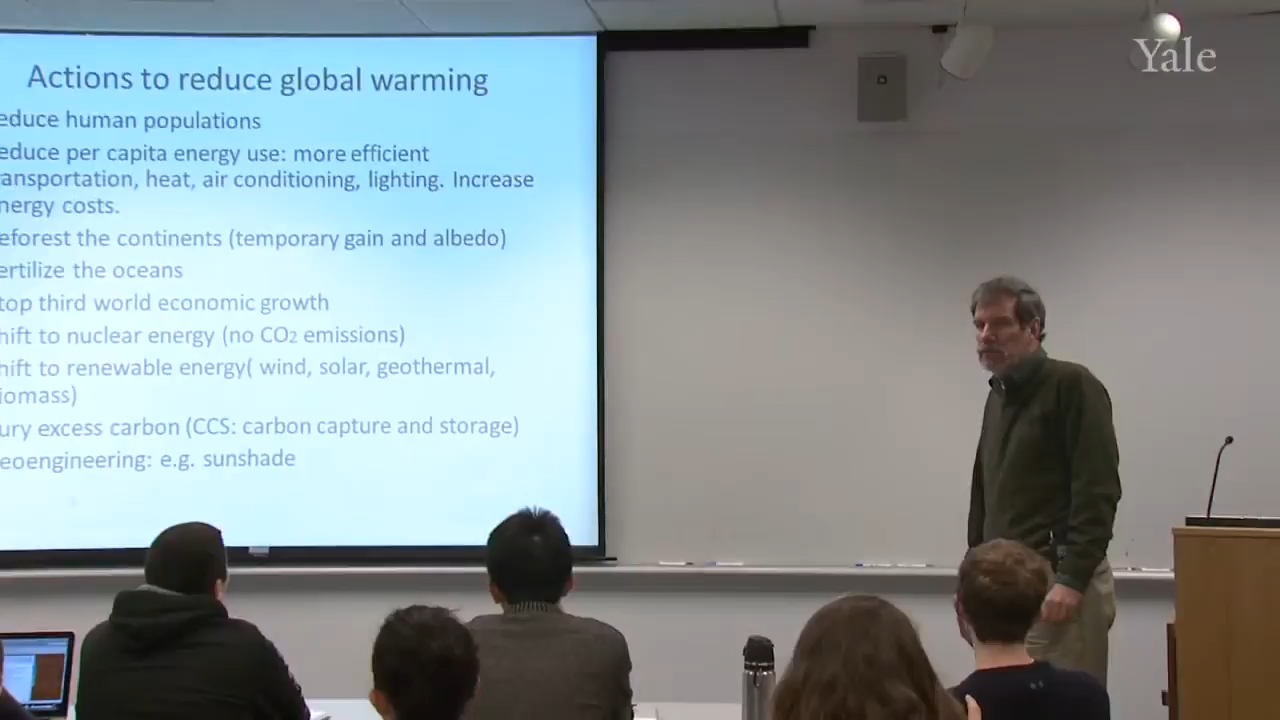 Yale
Actions to reduce global warming
educe human populations
educe per capita energy use: more efficient
ansportation, heat, air conditioning, lighting. Increase
nergy costs.
eforest the continents (temporary gain and albedo)
ertilize the oceans
top third world economic growth
hift to nuclear energy (no CO2 emissions)
hift to renewable energy( wind, solar, geothermal,
iomass)
ury excess carbon (CCS: carbon capture and storage)
eoengineering: e.g. sunshade